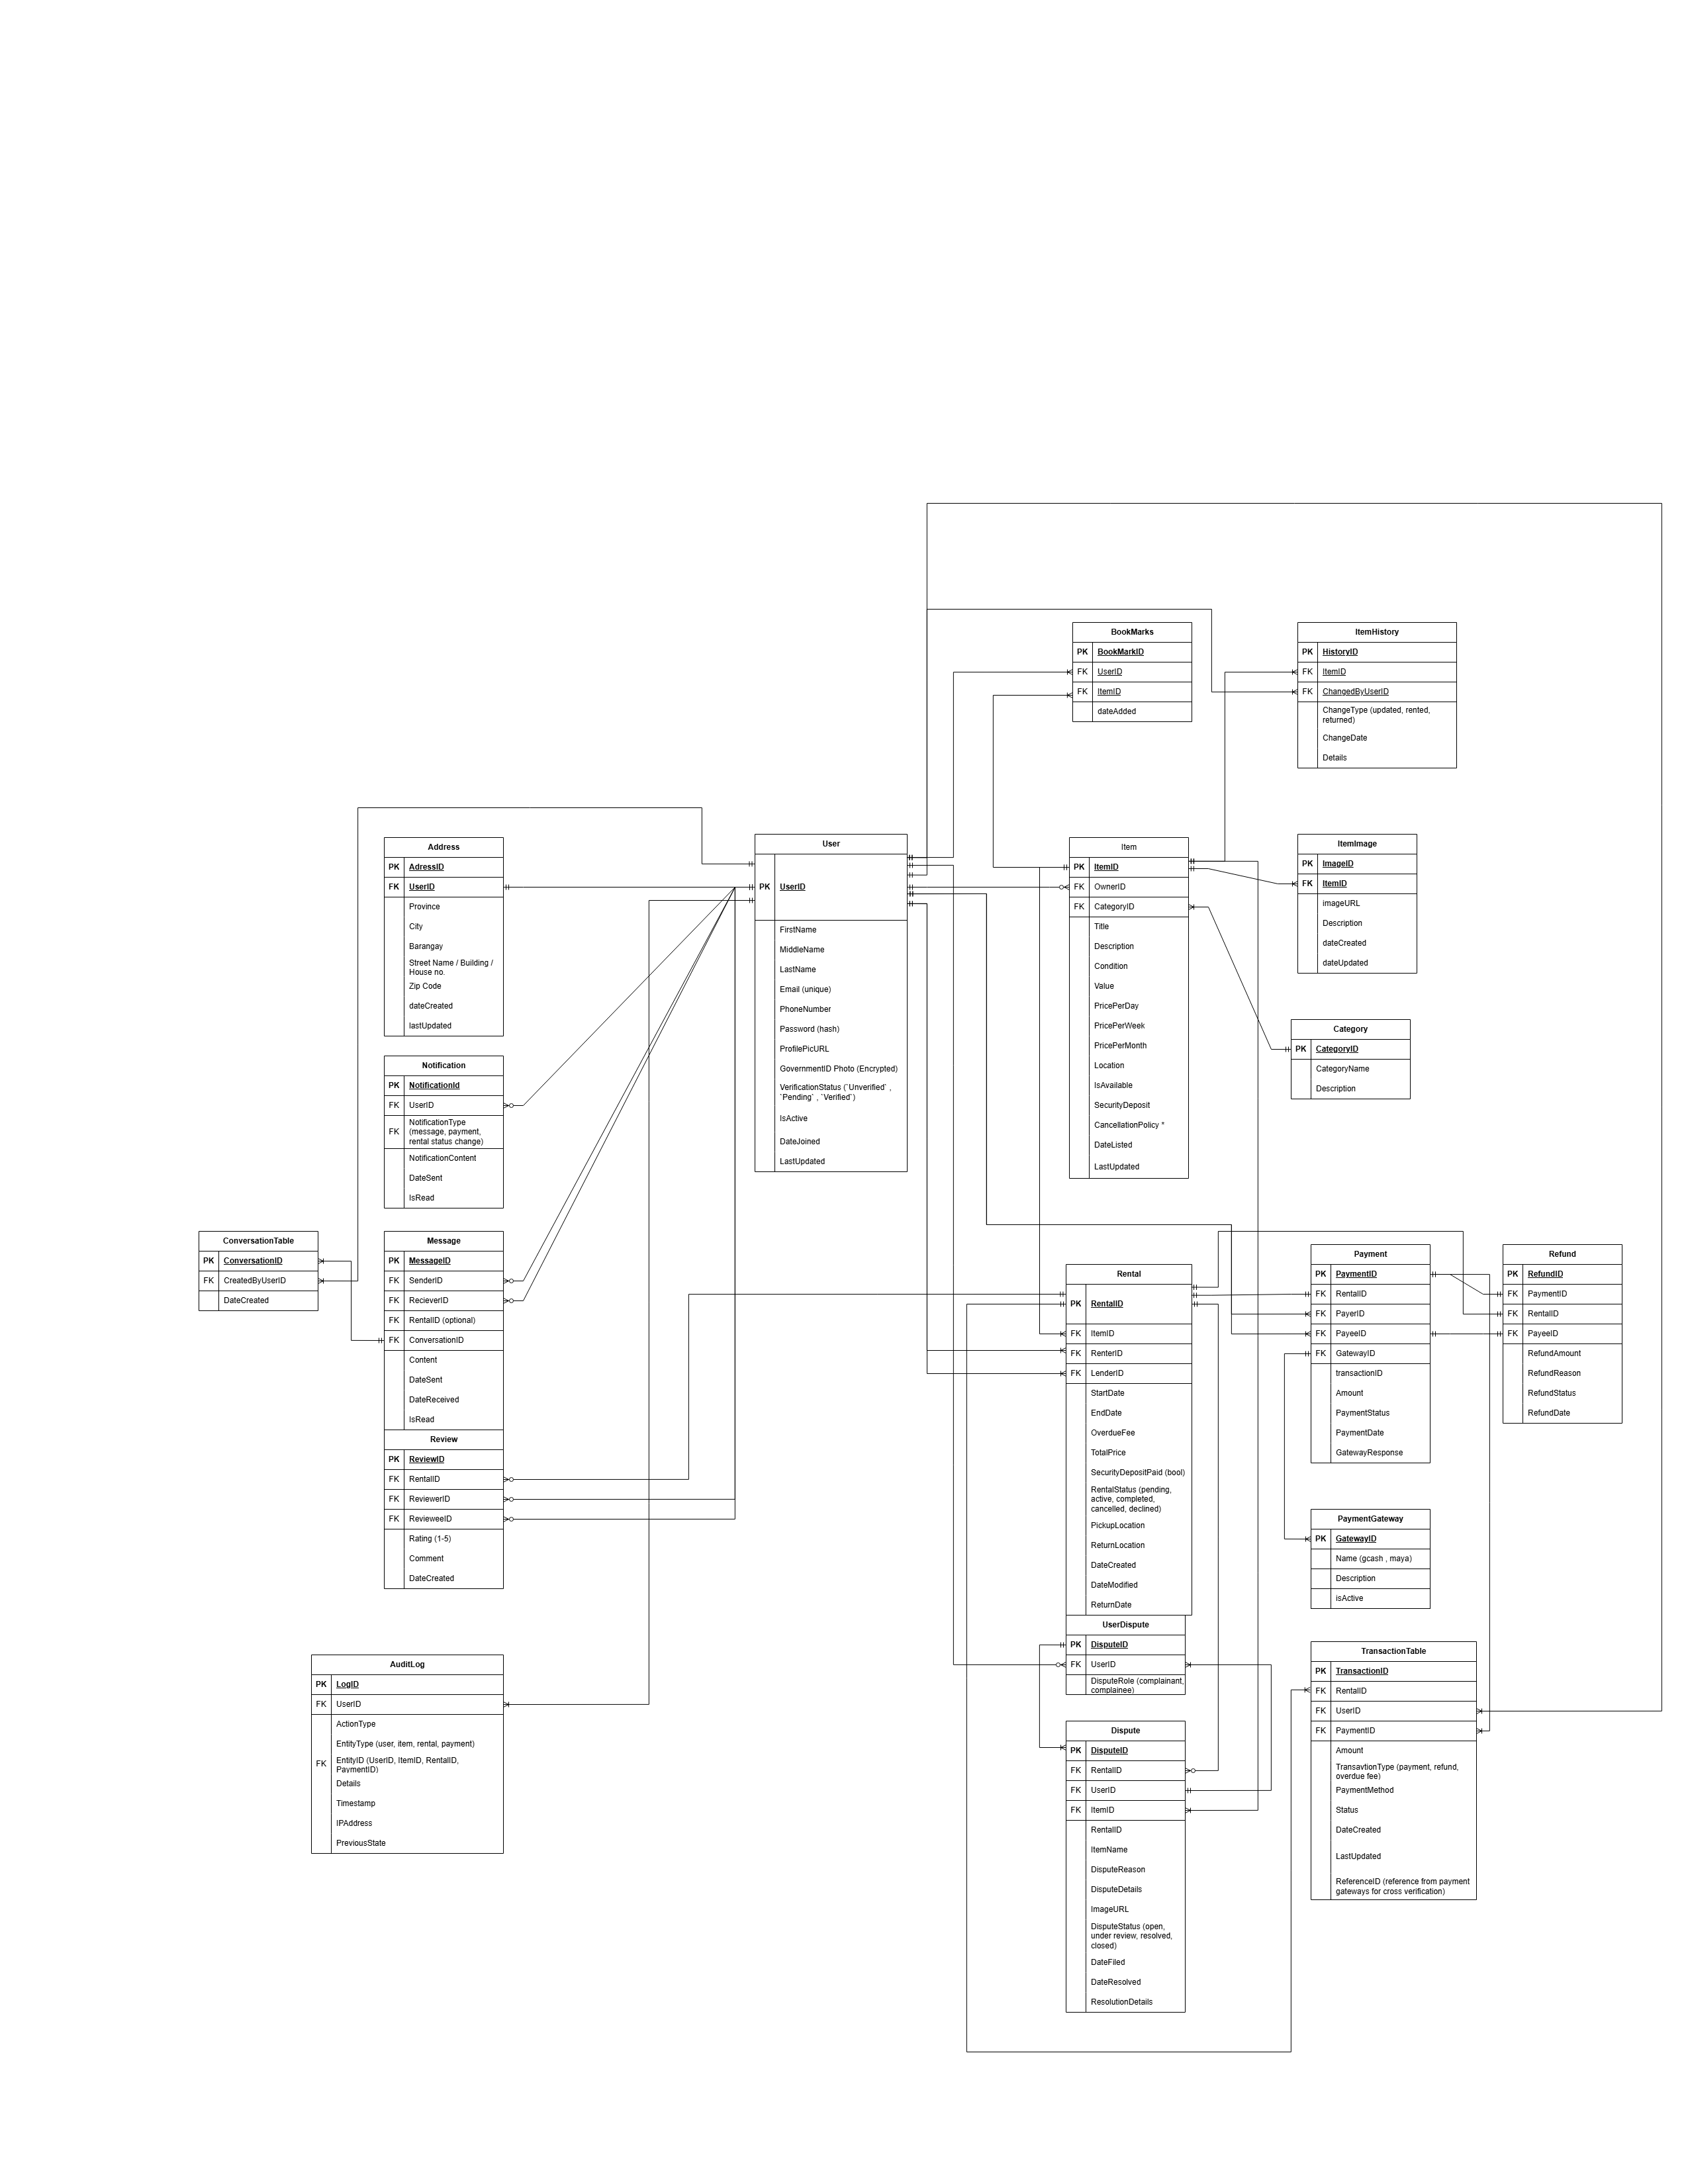 BookMarks
PK BookMarkID
FK UserID
FK ItemID
dateAdded
ItemHistory
PK HistoryID
FK ItemID
FK ChangedByUserID
ChangeType (updated, rented,
returned)
ChangeDate
Details
Address
PK AdressID
FK UserID
Province
City
Barangay
Street Name / Building /
House no.
Zip Code
dateCreated
lastUpdated
User
PK UserID
FirstName
MiddleName
LastName
Email (unique)
PhoneNumber
Password (hash)
ProfilePicURL
GovernmentID Photo (Encrypted)
VerificationStatus (`Unverified` ,
`Pending` , `Verified`)
IsActive
DateJoined
LastUpdated
Item
PK ItemID
FK OwnerID
FK CategoryID
Title
Description
Condition
Value
PricePerDay
PricePerWeek
PricePerMonth
Location
IsAvailable
SecurityDeposit
CancellationPolicy *
DateListed
LastUpdated
ItemImage
PK ImageID
FK ItemID
imageURL
Description
dateCreated
dateUpdated
Category
PK CategoryID
CategoryName
Description
Notification
PK NotificationId
FK UserID
FK NotificationType
(message, payment,
rental status change)
NotificationContent
DateSent
IsRead
ConversationTable
PK ConversationID
FK CreatedByUserID
DateCreated
Message
PK MessageID
FK SenderID
FK RecieverID
FK RentalID (optional)
FK ConversationID
Content
DateSent
DateReceived
IsRead
Review
PK ReviewID
FK RentalID
FK ReviewerID
FK RevieweeID
Rating (1-5)
Comment
DateCreated
Rental
PK RentalID
FK ItemID
FK RenterID
FK LenderID
StartDate
EndDate
OverdueFee
TotalPrice
SecurityDepositPaid (bool)
RentalStatus (pending,
active, completed,
cancelled, declined)
PickupLocation
ReturnLocation
DateCreated
DateModified
ReturnDate
UserDispute
PK DisputeID
FK UserID
DisputeRole (complainant,
complainee)
Dispute
PK DisputeID
FK RentalID
FK UserID
FK ItemID
RentalID
ItemName
DisputeReason
DisputeDetails
ImageURL
DisputeStatus (open,
under review, resolved,
closed)
DateFiled
DateResolved
ResolutionDetails
Payment
PK PaymentID
FK RentalID
FK PayerID
FK PayeeID
FK GatewayID
transactionID
Amount
PaymentStatus
PaymentDate
GatewayResponse
Refund
PK RefundID
FK PaymentID
FK RentalID
FK PayeeID
RefundAmount
RefundReason
RefundStatus
RefundDate
PaymentGateway
PK GatewayID
Name (gcash , maya)
Description
isActive
TransactionTable
PK TransactionID
FK RentalID
FK UserID
FK PaymentID
Amount
TransavtionType (payment, refund,
overdue fee)
PaymentMethod
Status
DateCreated
LastUpdated
ReferenceID (reference from payment
gateways for cross verification)
AuditLog
PK LogID
FK UserID
ActionType
EntityType (user, item, rental, payment)
FK EntityID (UserID, ItemID, RentalID,
PaymentID)
Details
Timestamp
IPAddress
PreviousState